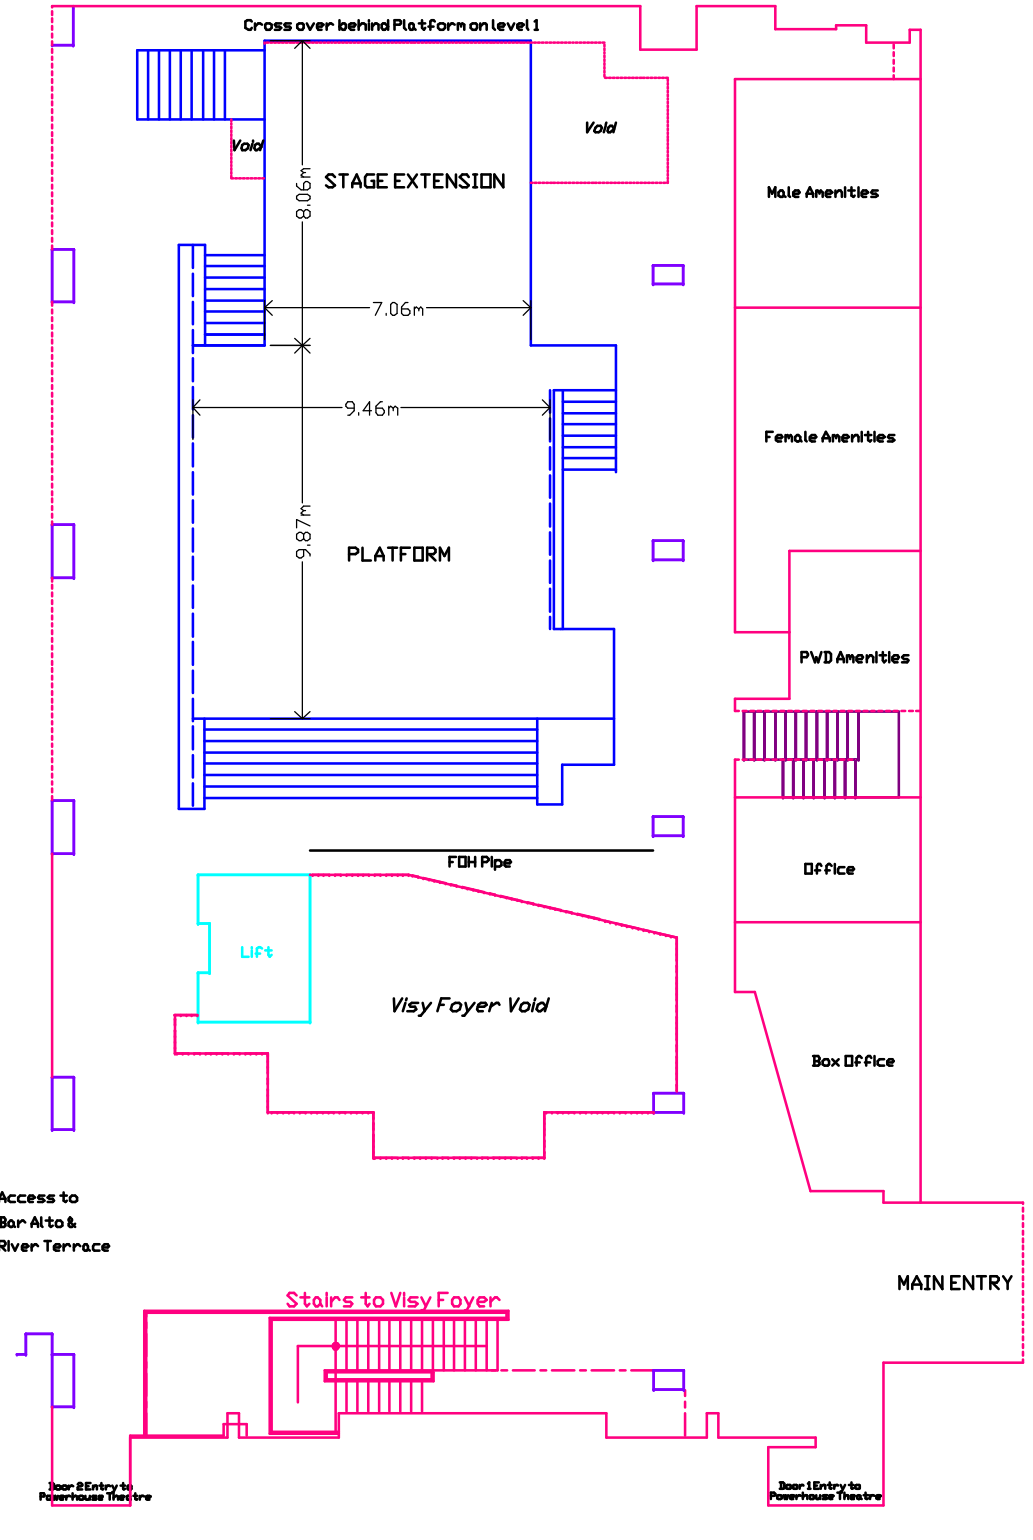 Cross over behind Platform on level 1
Void
Void
STAGE EXTENSION
8.06m
Male Amenities
7.06m
9.46m
Female Amenities
9.87m
PLATFORM
PWD Amenities
FOH Pipe
Office
Lift
Visy Foyer Void
Box Office
Access to
Bar Alto &
River Terrace
MAIN ENTRY
Stairs to Visy Foyer
Door 2 Entry to
Powerhouse Theatre
Door 1 Entry to
Powerhouse Theatre